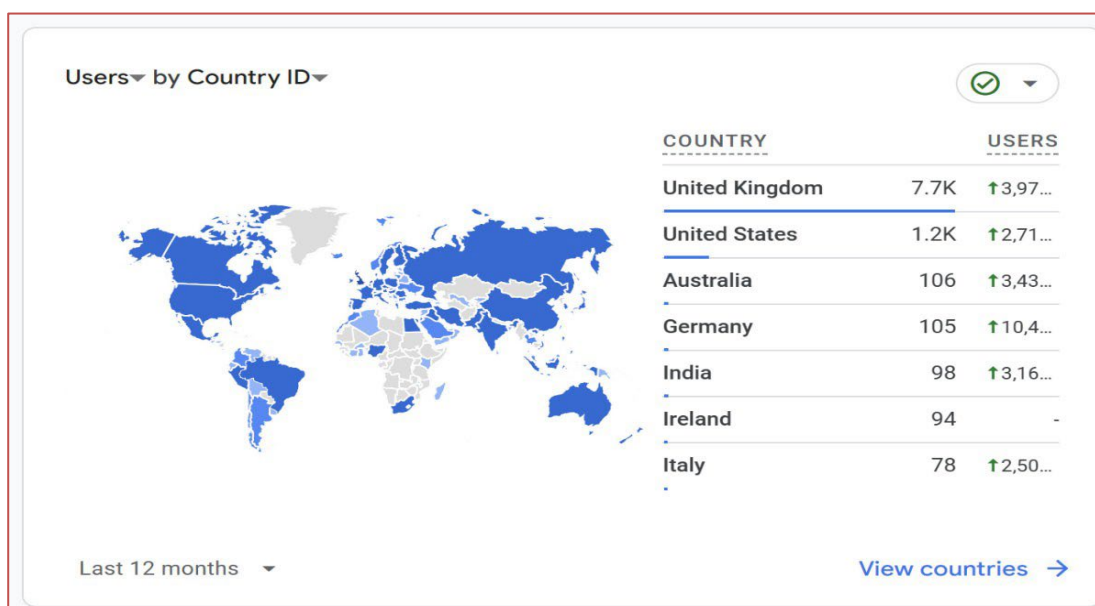 Users by Country ID
COUNTRY USERS
United Kingdom 7.7K ↑3,97...
United States 1.2K ↑2,71...
Australia 106 ↑3,43...
Germany 105 ↑10,4...
India 98 ↑3,16...
Ireland 94 -
Italy 78 ↑2,50...
Last 12 months View countries →